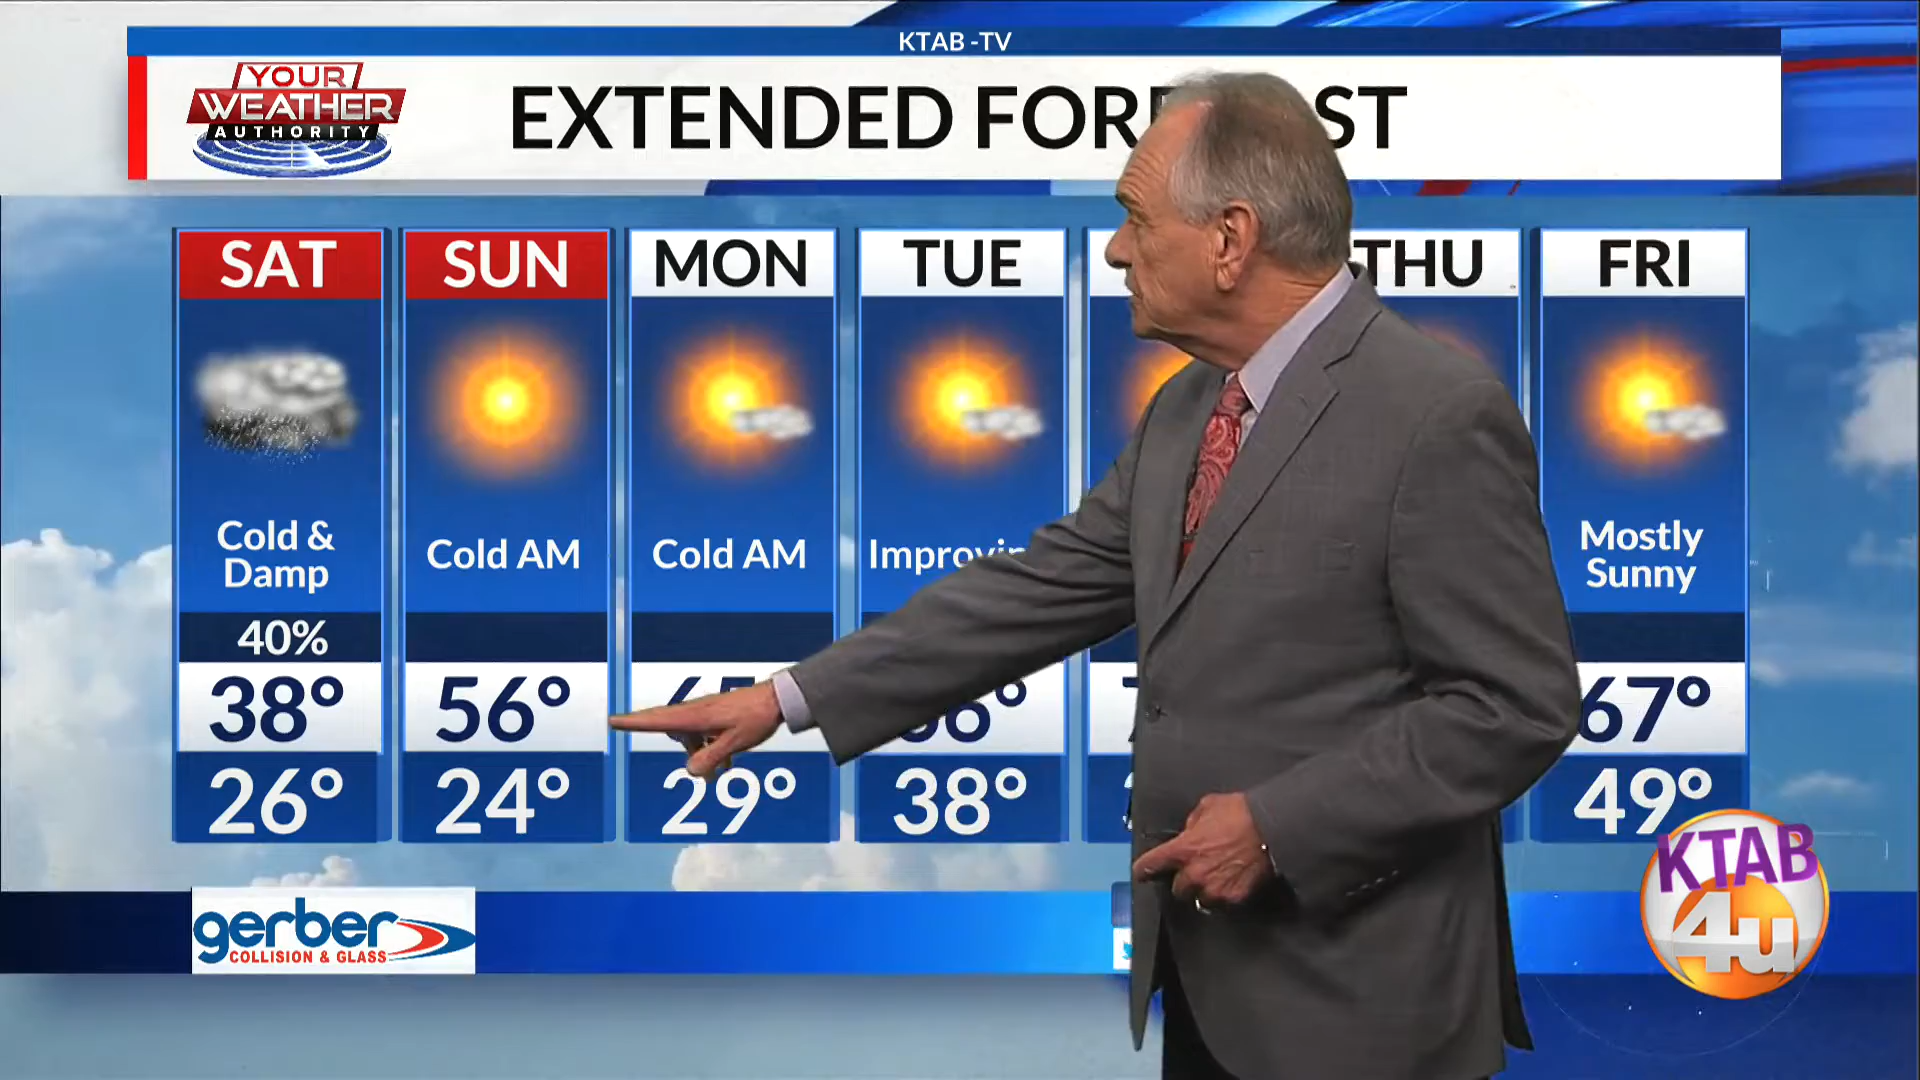 KTAB -TV
YOUR
WEATHER
AUTHORITY
EXTENDED FOR ST
SAT
SUN
MON
TUE
THU
FRI
Cold &
Damp
Cold AM
Cold AM
Mostly
Sunny
40%
38°
56°
67°
26°
24°
29°
38°
49°
gerber
COLLISION & GLASS
KTAB
4u